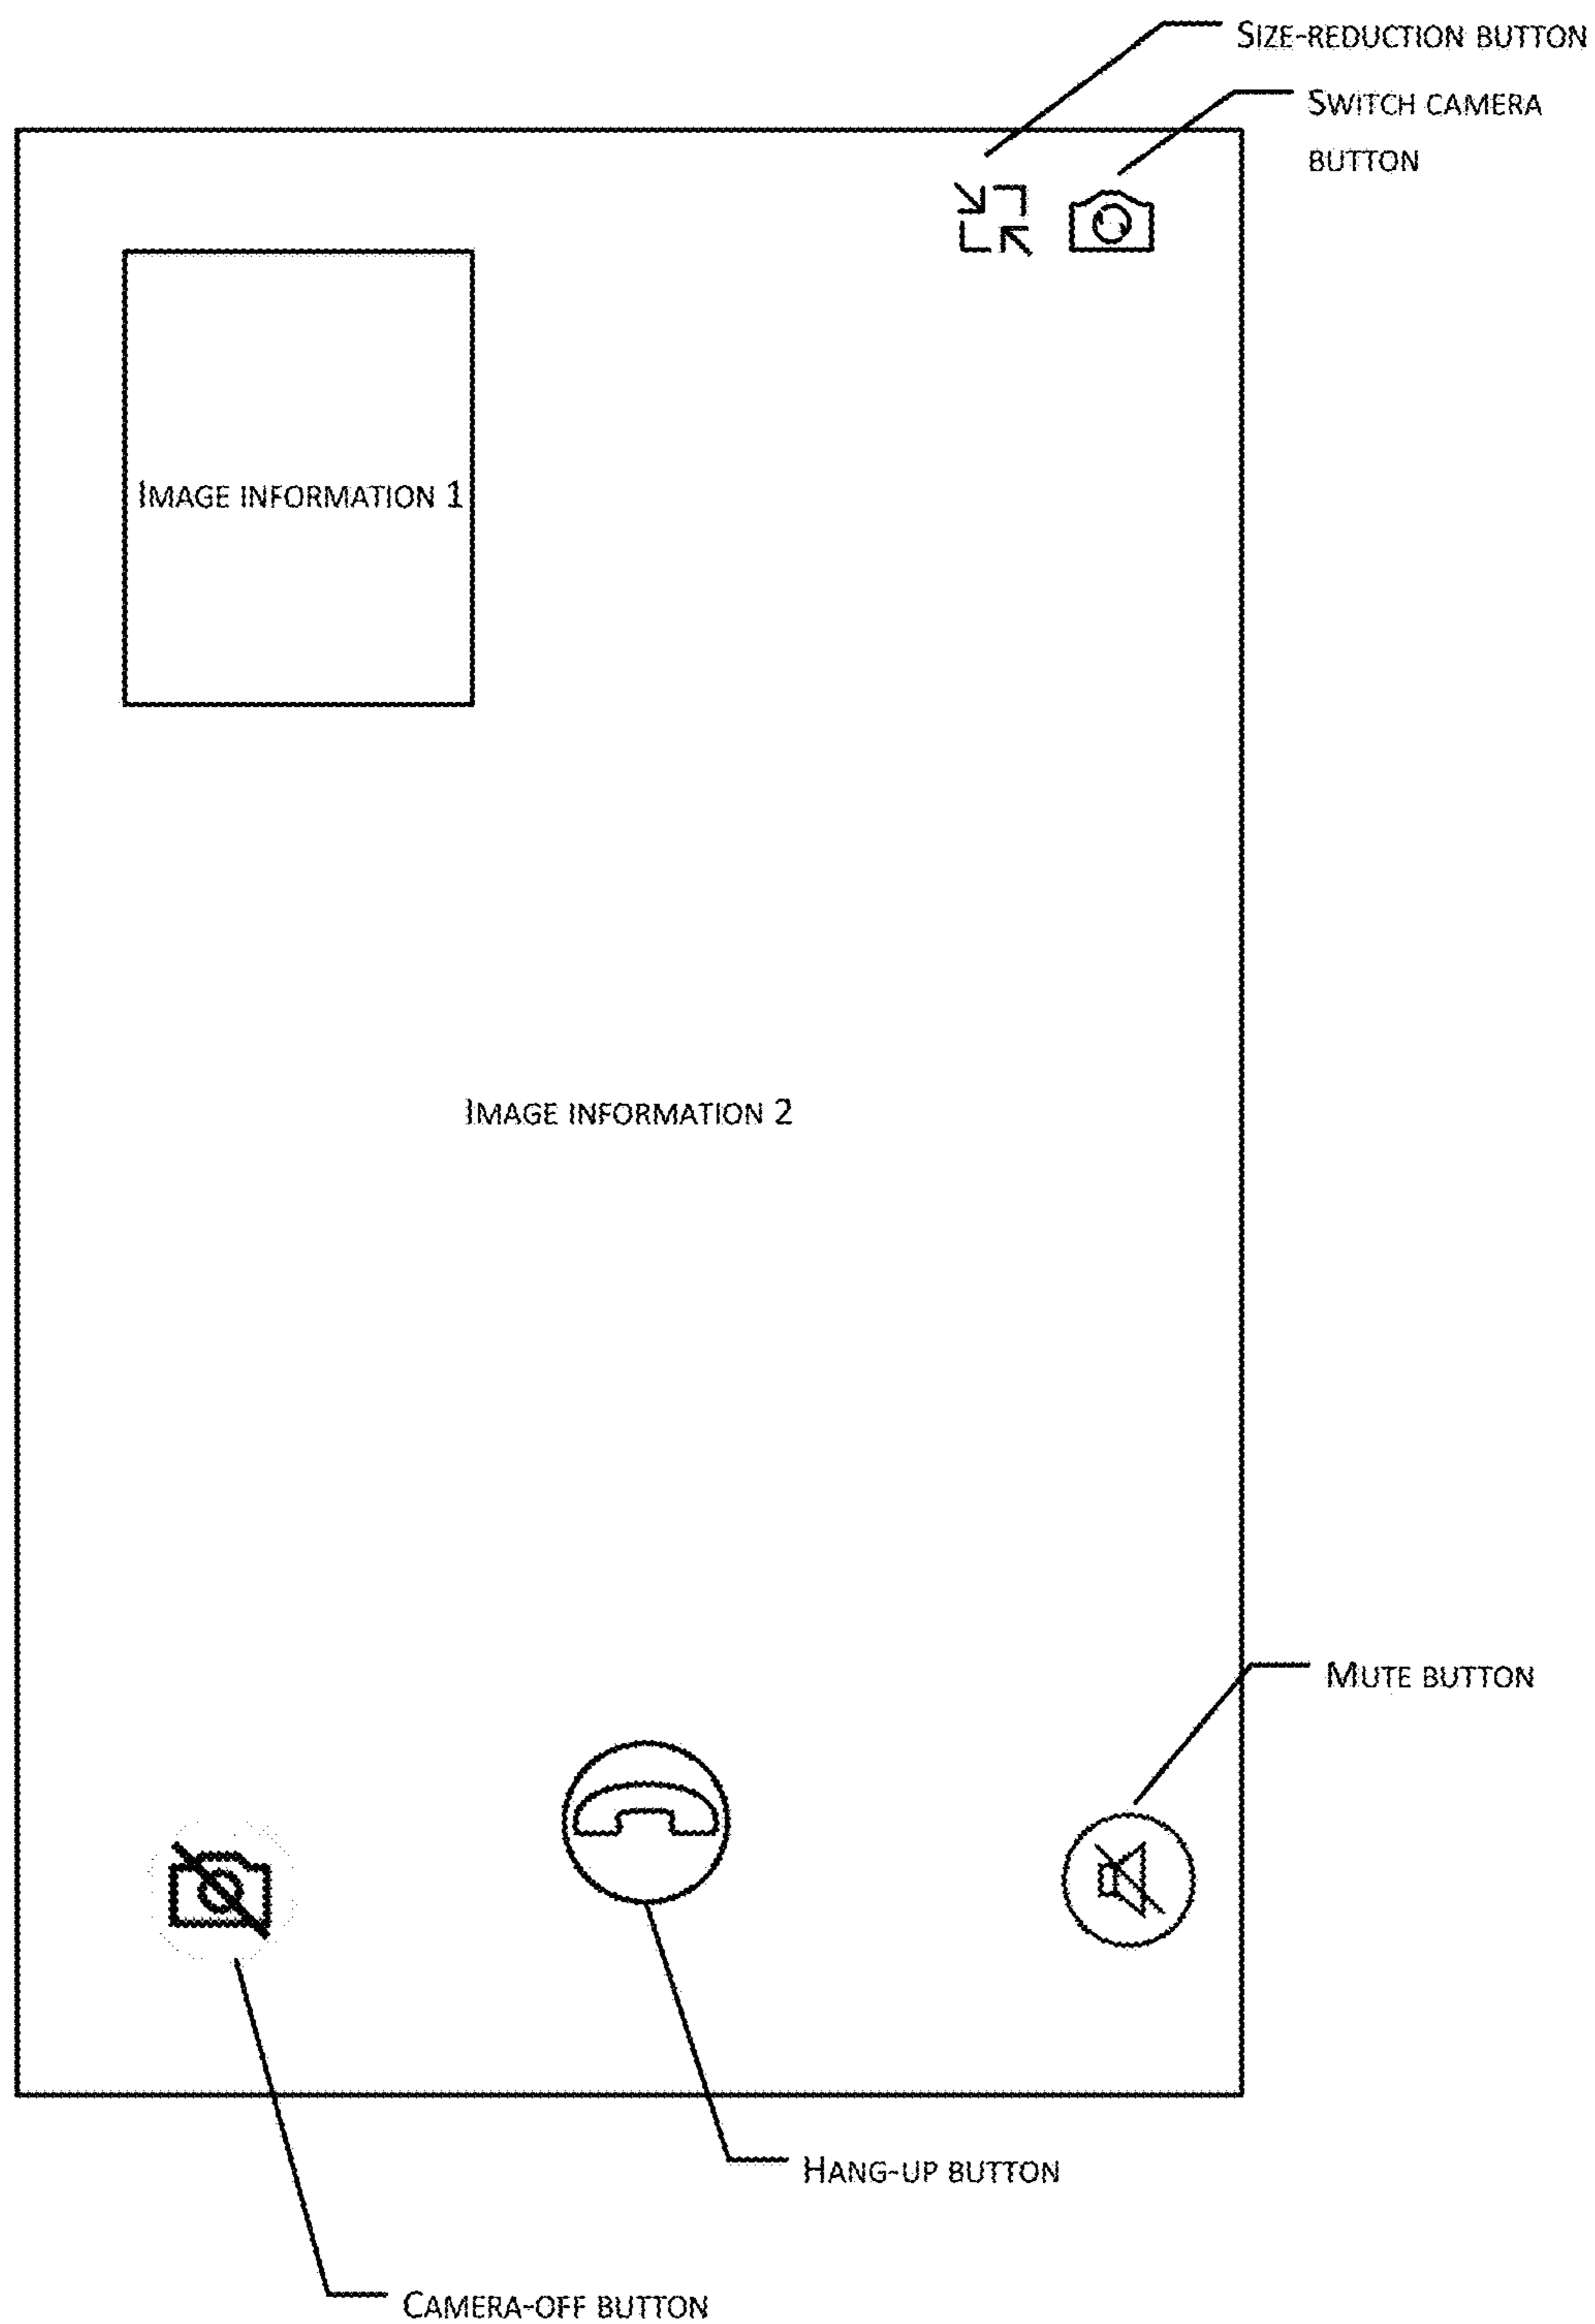 SIZE-REDUCTION BUTTON
SWITCH CAMERA
BUTTON
IMAGE INFORMATION 1
IMAGE INFORMATION 2
MUTE BUTTON
HANG-UP BUTTON
CAMERA-OFF BUTTON